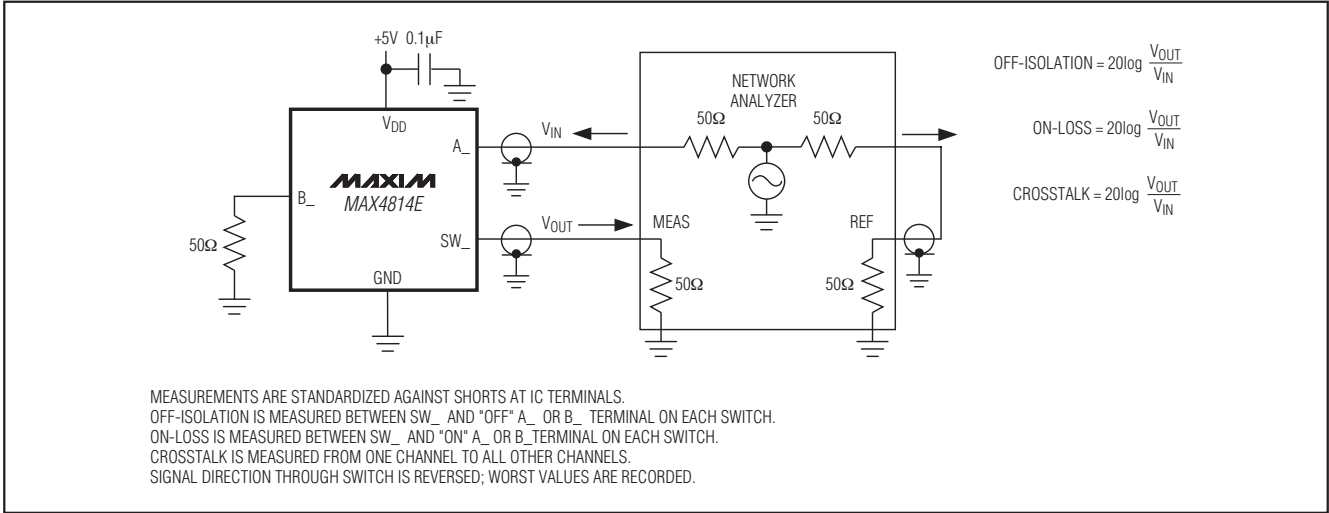 +5V 0.1μF
VDD
A_
MAXIM
MAX4814E
B_
50Ω
SW_
GND
VIN
VOUT
NETWORK
ANALYZER
50Ω
50Ω
MEAS
REF
50Ω
50Ω
OFF-ISOLATION = 20log VOUT
VIN
ON-LOSS = 20log VOUT
VIN
CROSSTALK = 20log VOUT
VIN
MEASUREMENTS ARE STANDARDIZED AGAINST SHORTS AT IC TERMINALS.
OFF-ISOLATION IS MEASURED BETWEEN SW_ AND "OFF" A_ OR B_ TERMINAL ON EACH SWITCH.
ON-LOSS IS MEASURED BETWEEN SW_ AND "ON" A_ OR B_TERMINAL ON EACH SWITCH.
CROSSTALK IS MEASURED FROM ONE CHANNEL TO ALL OTHER CHANNELS.
SIGNAL DIRECTION THROUGH SWITCH IS REVERSED; WORST VALUES ARE RECORDED.